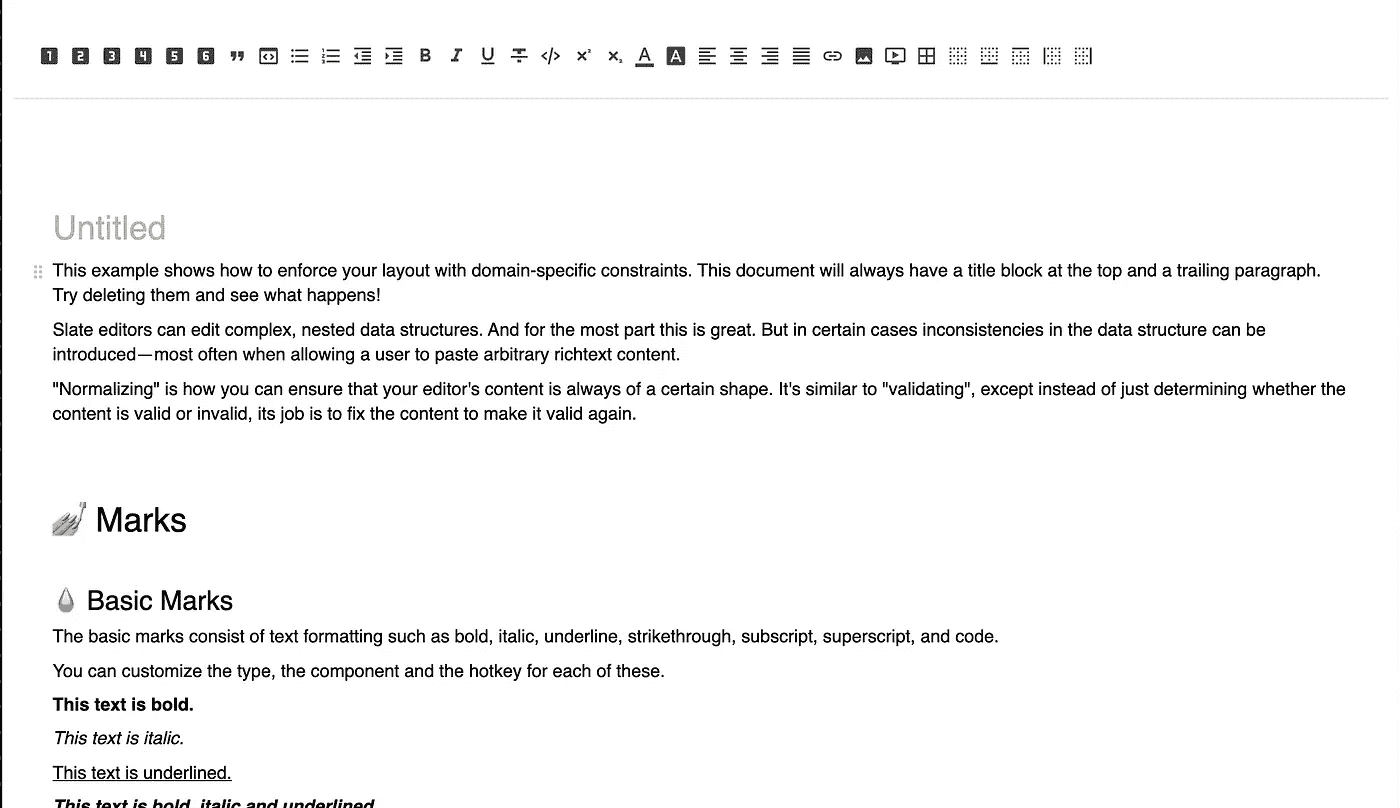 1 2 3 4 5 6 B I U x² x₂ A A
Untitled
This example shows how to enforce your layout with domain-specific constraints. This document will always have a title block at the top and a trailing paragraph.
Try deleting them and see what happens!
Slate editors can edit complex, nested data structures. And for the most part this is great. But in certain cases inconsistencies in the data structure can be
introduced—most often when allowing a user to paste arbitrary richtext content.
"Normalizing" is how you can ensure that your editor's content is always of a certain shape. It's similar to "validating", except instead of just determining whether the
content is valid or invalid, its job is to fix the content to make it valid again.
💅 Marks
💧 Basic Marks
The basic marks consist of text formatting such as bold, italic, underline, strikethrough, subscript, superscript, and code.
You can customize the type, the component and the hotkey for each of these.
This text is bold.
This text is italic.
This text is underlined.
This text is bold, italic and underlined.